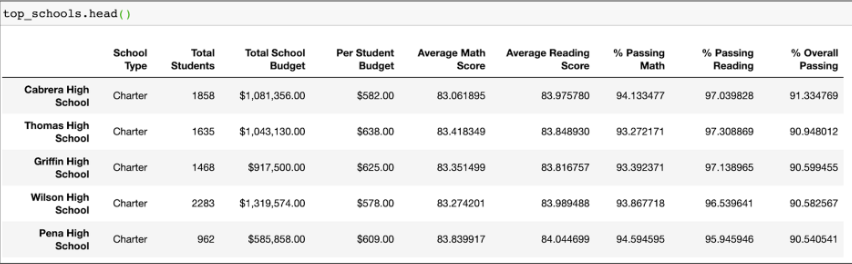 top_schools.head()
School Type Total Students Total School Budget Per Student Budget Average Math Score Average Reading Score % Passing Math % Passing Reading % Overall Passing
Cabrera High School Charter 1858 $1,081,356.00 $582.00 83.061895 83.975780 94.133477 97.039828 91.334769
Thomas High School Charter 1635 $1,043,130.00 $638.00 83.418349 83.848930 93.272171 97.308869 90.948012
Griffin High School Charter 1468 $917,500.00 $625.00 83.351499 83.816757 93.392371 97.138965 90.599455
Wilson High School Charter 2283 $1,319,574.00 $578.00 83.274201 83.989488 93.867718 96.539641 90.582567
Pena High School Charter 962 $585,858.00 $609.00 83.839917 84.044699 94.594595 95.945946 90.540541